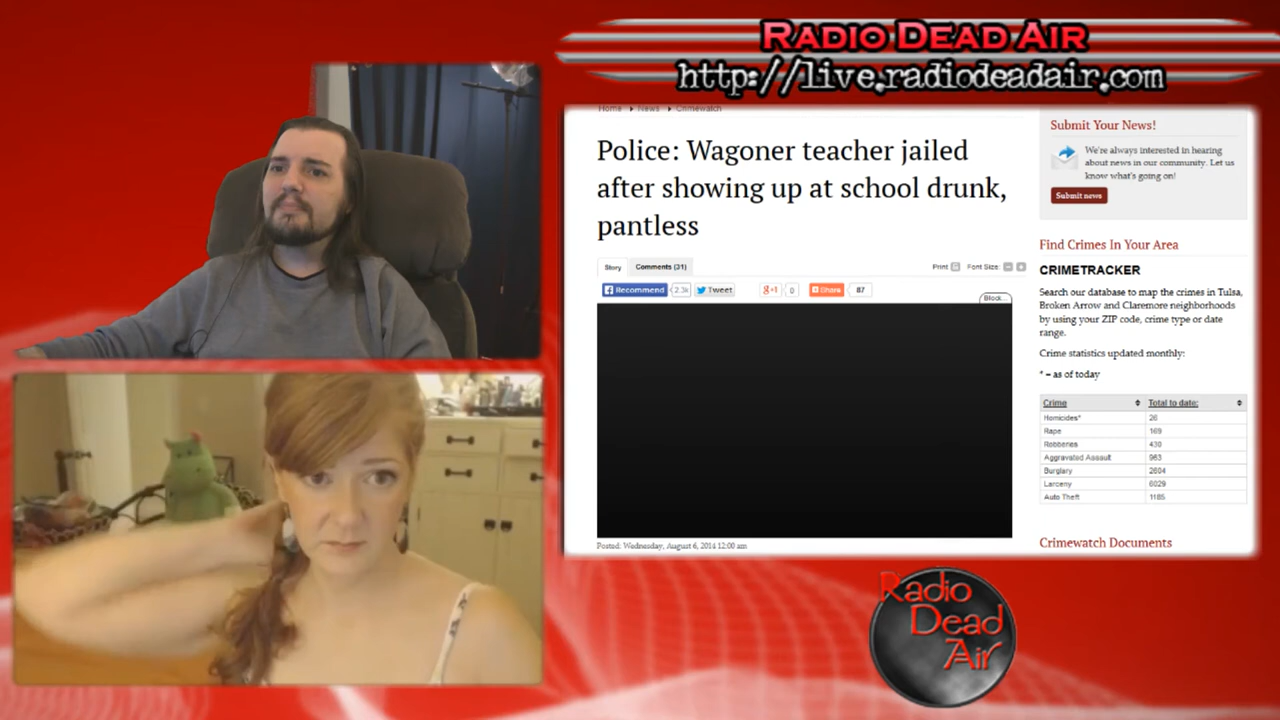 Radio Dead Air
http://live.radiodeadair.com
Home ▸ News ▸ Crimewatch
Police: Wagoner teacher jailed
after showing up at school drunk,
pantless
Story Comments (31)
Print Font Size:
Recommend 2.3k Tweet +1 0 Share 87
Block...
Posted: Wednesday, August 6, 2014 12:00 am
Submit Your News!
We're always interested in hearing
about news in our community. Let us
know what's going on!
Submit news
Find Crimes In Your Area
CRIMETRACKER
Search our database to map the crimes in Tulsa,
Broken Arrow and Claremore neighborhoods
by using your ZIP code, crime type or date
range.
Crime statistics updated monthly:
* – as of today
Crime Total to date:
Homicides* 26
Rape 169
Robberies 430
Aggravated Assault 983
Burglary 2604
Larceny 6029
Auto Theft 1185
Crimewatch Documents
Radio
Dead
Air